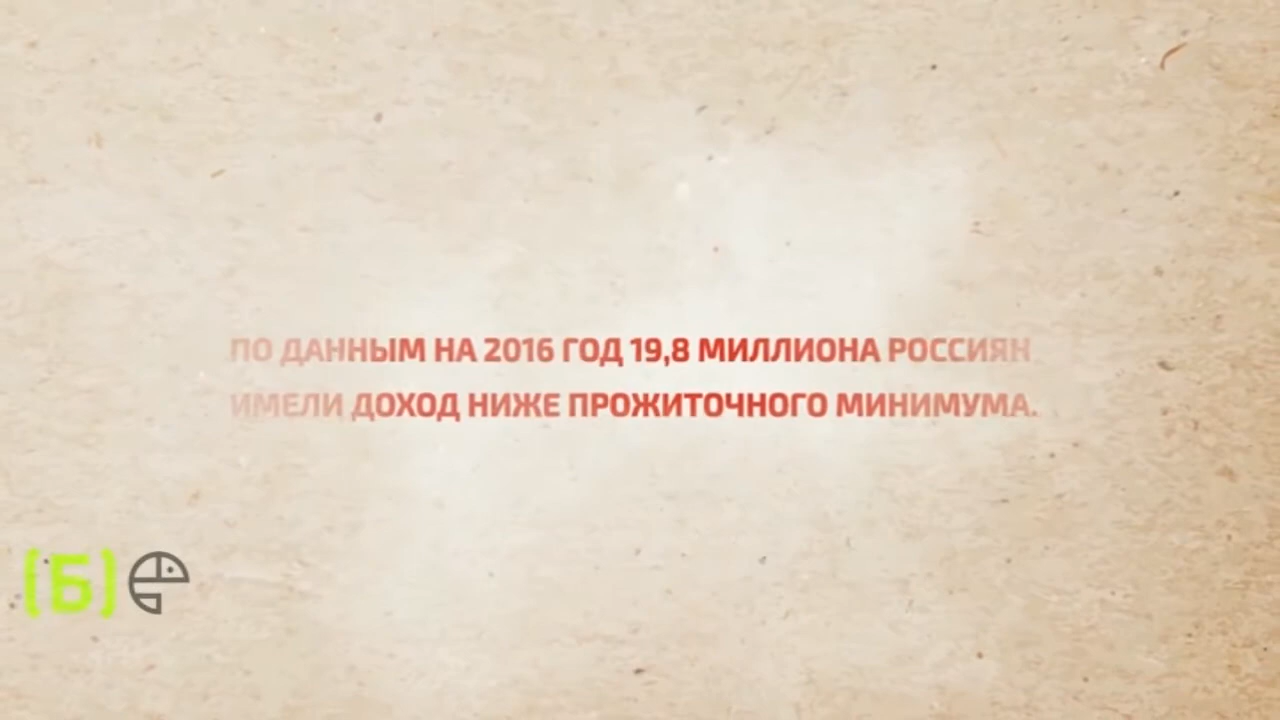 ПО ДАННЫМ НА 2016 ГОД 19,8 МИЛЛИОНА РОССИЯН
ИМЕЛИ ДОХОД НИЖЕ ПРОЖИТОЧНОГО МИНИМУМА.
(Б)